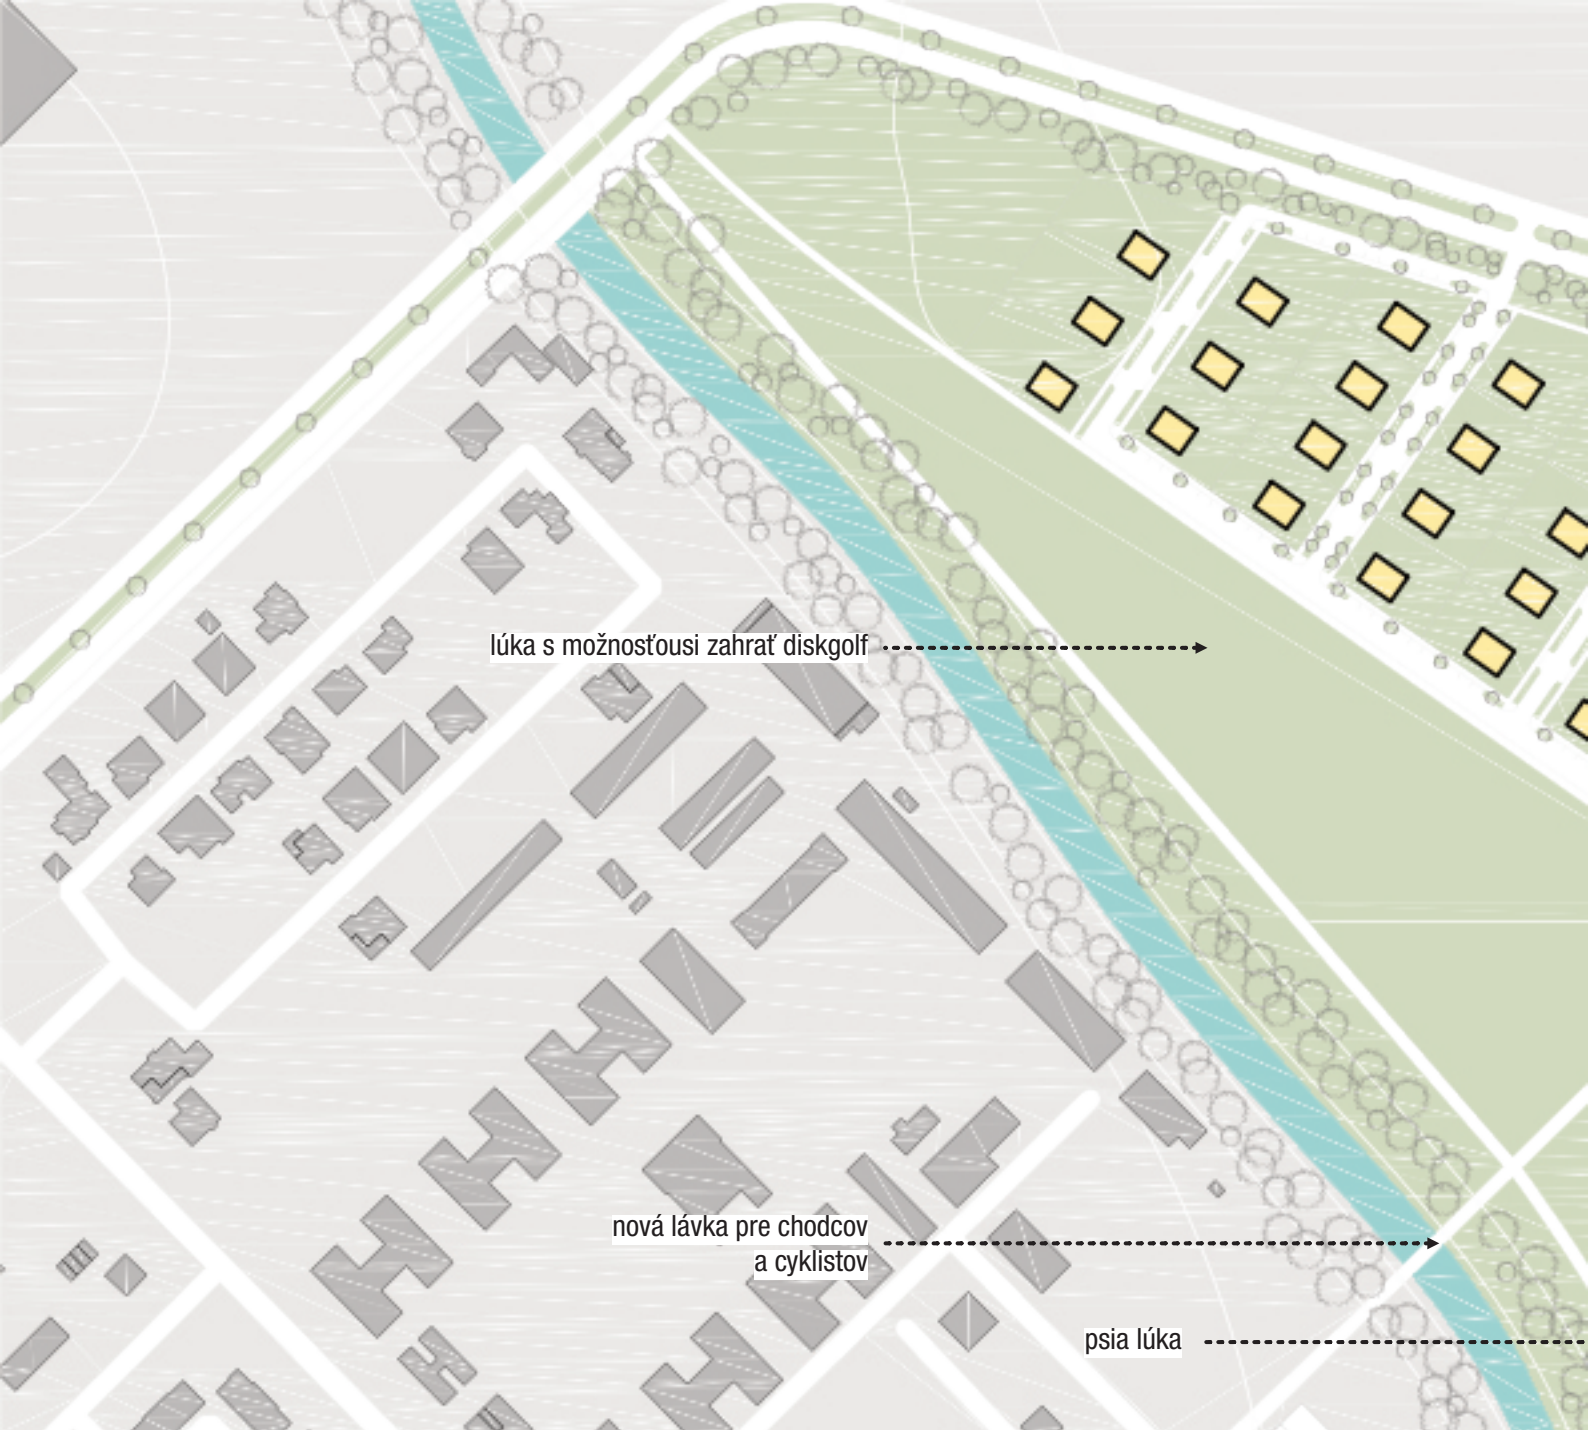 lúka s možnosťousi zahrať diskgolf
nová lávka pre chodcov
a cyklistov
psia lúka